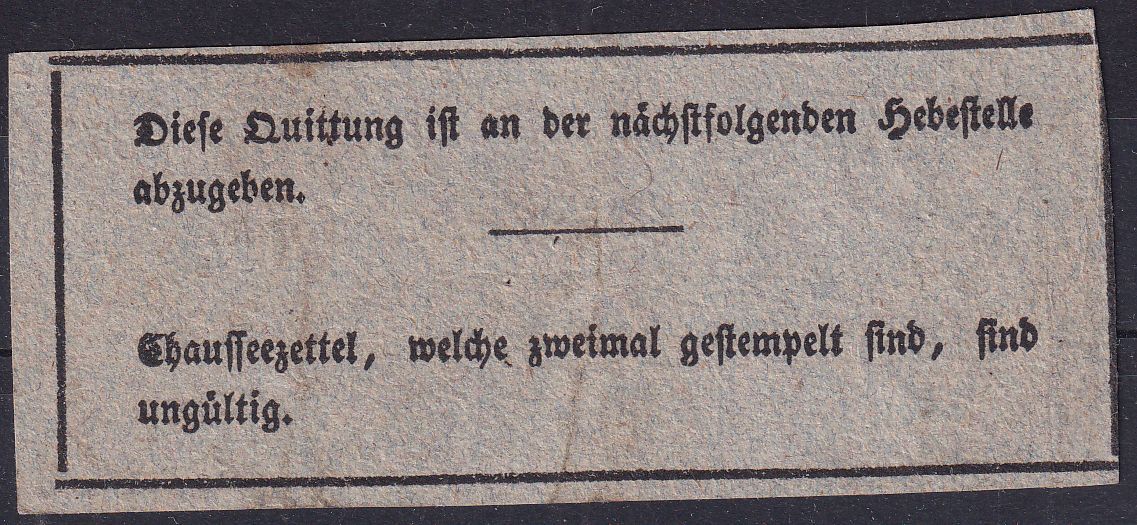 Diese Quittung ist an der nächstfolgenden Hebestelle
abzugeben.
Chausseezettel, welche zweimal gestempelt sind, sind
ungültig.